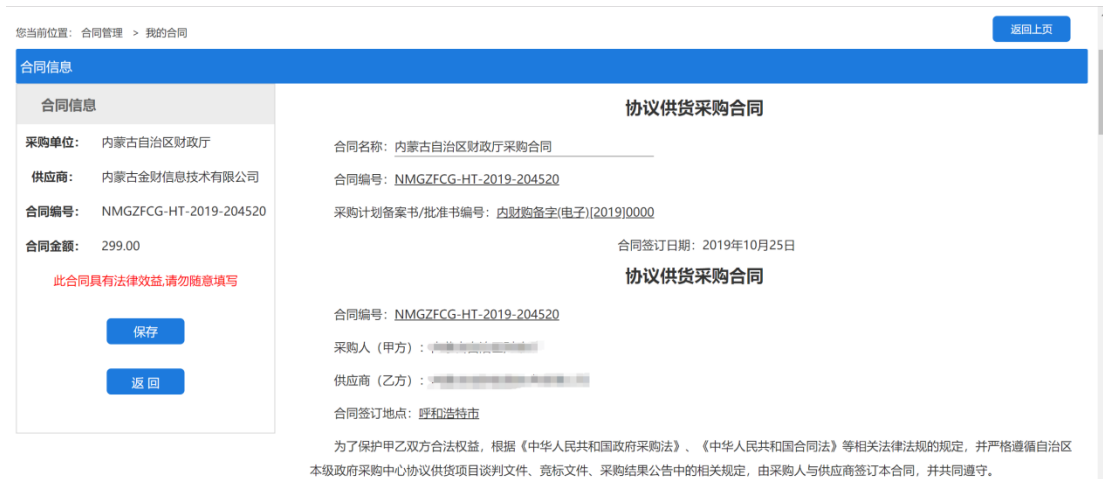 您当前位置： 合同管理 > 我的合同
返回上页
合同信息
合同信息
采购单位： 内蒙古自治区财政厅
供应商： 内蒙古金财信息技术有限公司
合同编号： NMGZFCG-HT-2019-204520
合同金额： 299.00
此合同具有法律效益,请勿随意填写
保存
返 回
协议供货采购合同
合同名称：内蒙古自治区财政厅采购合同
合同编号：NMGZFCG-HT-2019-204520
采购计划备案书/批准书编号：内财购备字(电子)[2019]0000
合同签订日期：2019年10月25日
协议供货采购合同
合同编号：NMGZFCG-HT-2019-204520
采购人（甲方）：
供应商（乙方）：
合同签订地点：呼和浩特市
为了保护甲乙双方合法权益，根据《中华人民共和国政府采购法》、《中华人民共和国合同法》等相关法律法规的规定，并严格遵循自治区
本级政府采购中心协议供货项目谈判文件、竞标文件、采购结果公告中的相关规定，由采购人与供应商签订本合同，并共同遵守。